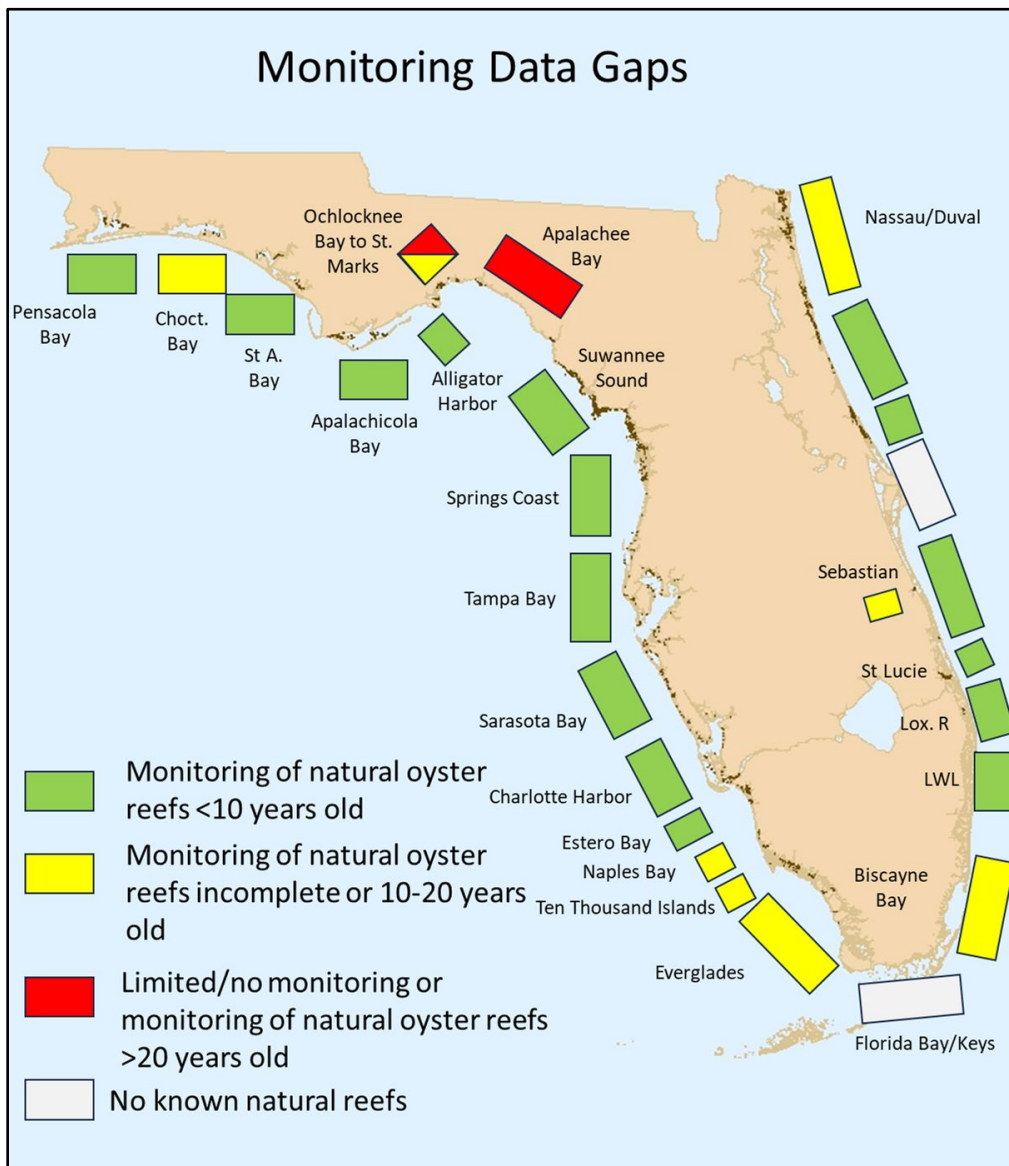 Monitoring Data Gaps
Ochlocknee
Bay to St.
Marks
Apalachee
Bay
Nassau/Duval
Pensacola
Bay
Choct.
Bay
St A.
Bay
Apalachicola
Bay
Alligator
Harbor
Suwannee
Sound
Springs Coast
Tampa Bay
Sebastian
Sarasota Bay
St Lucie
Lox. R
LWL
Charlotte Harbor
Estero Bay
Naples Bay
Ten Thousand Islands
Everglades
Biscayne
Bay
Florida Bay/Keys
Monitoring of natural oyster
reefs <10 years old
Monitoring of natural oyster
reefs incomplete or 10-20 years
old
Limited/no monitoring or
monitoring of natural oyster reefs
>20 years old
No known natural reefs